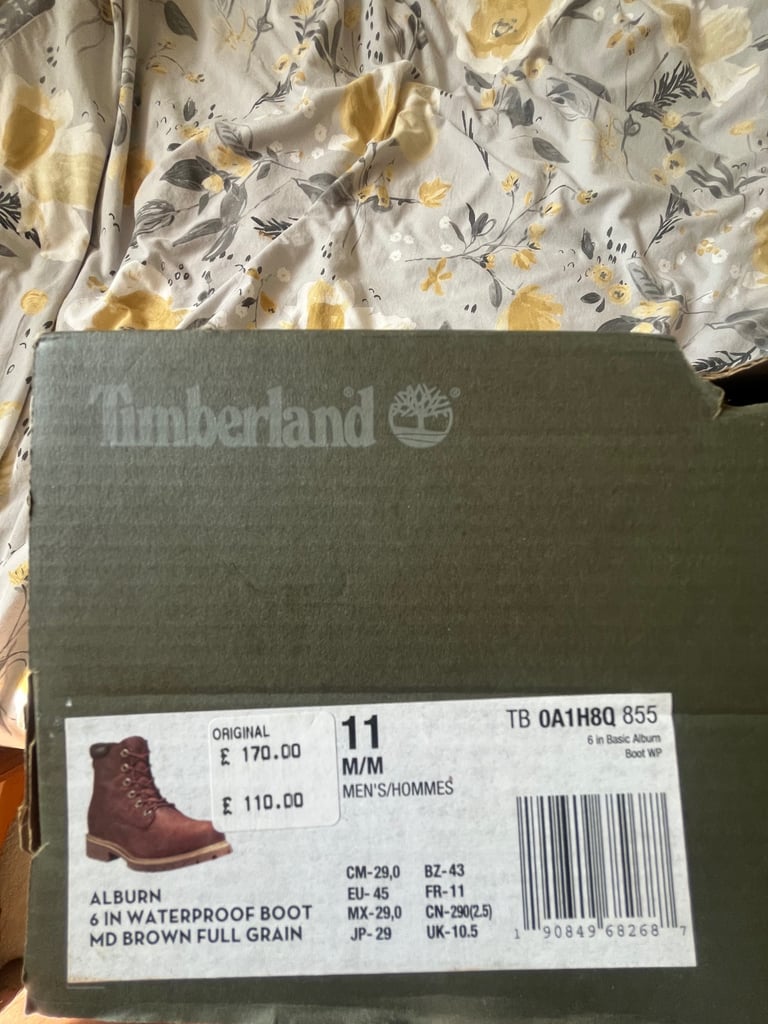 Timberland®
ORIGINAL
£ 170.00
£ 110.00
11
M/M
MEN'S/HOMMES
TB 0A1H8Q 855
6 in Basic Album
Boot WP
CM-29,0 BZ-43
EU- 45 FR-11
MX-29,0 CN-290(2.5)
JP- 29 UK-10.5
ALBURN
6 IN WATERPROOF BOOT
MD BROWN FULL GRAIN
1 90849 68268 7